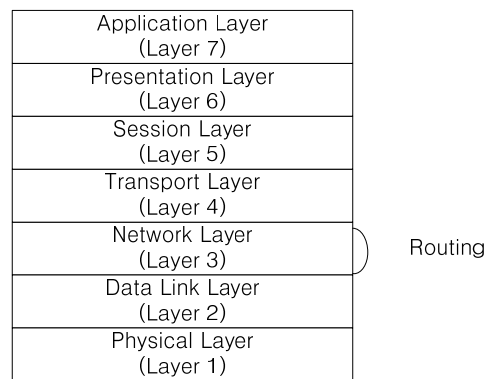 Application Layer
(Layer 7)
Presentation Layer
(Layer 6)
Session Layer
(Layer 5)
Transport Layer
(Layer 4)
Network Layer
(Layer 3)
Routing
Data Link Layer
(Layer 2)
Physical Layer
(Layer 1)